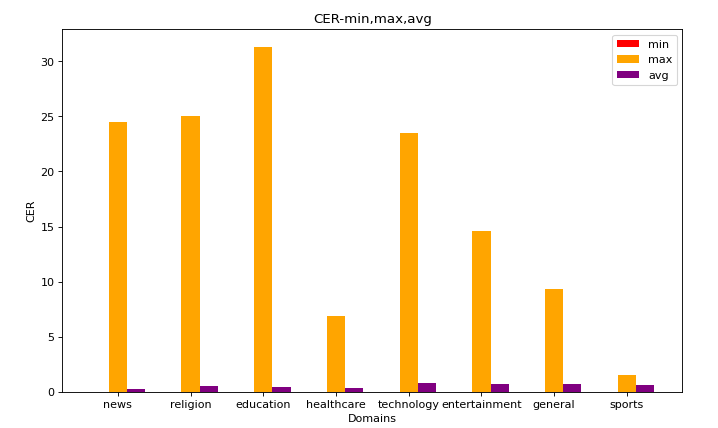 CER-min,max,avg
min
max
avg
30
25
20
15
10
5
0
CER
news religion education healthcare technology entertainment general sports
Domains